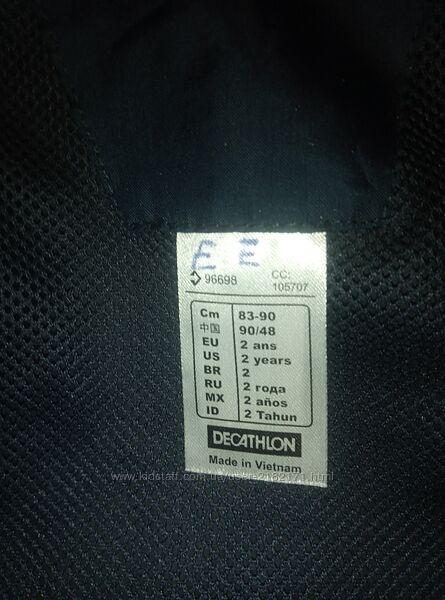 E E
96698 CC: 105707
Cm 83-90
中国 90/48
EU 2 ans
US 2 years
BR 2
RU 2 года
MX 2 años
ID 2 Tahun
DECATHLON
Made in Vietnam